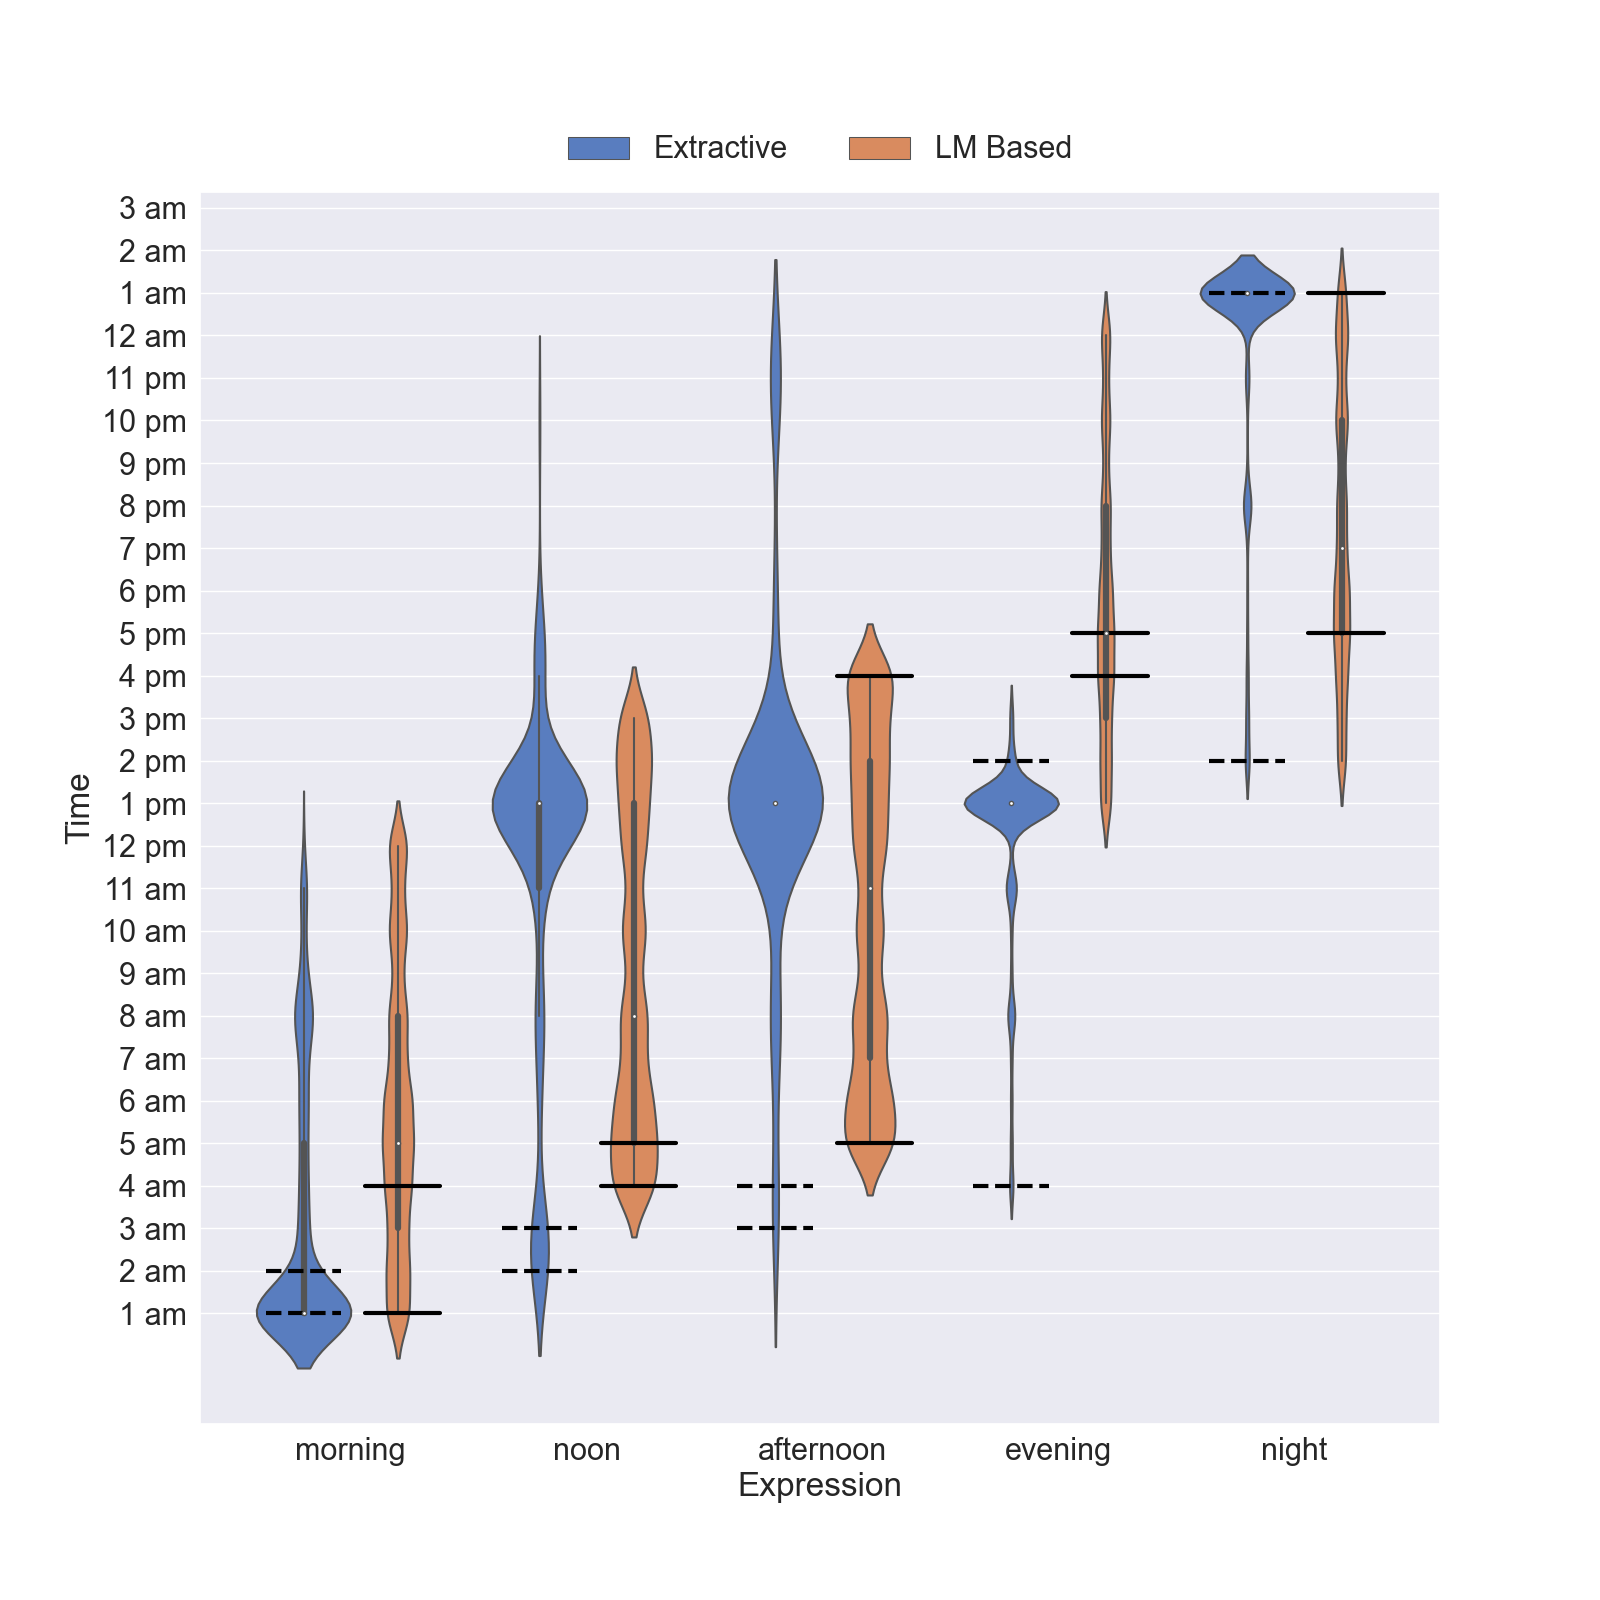 Extractive LM Based
3 am
2 am
1 am
12 am
11 pm
10 pm
9 pm
8 pm
7 pm
6 pm
5 pm
4 pm
3 pm
2 pm
1 pm
12 pm
11 am
10 am
9 am
8 am
7 am
6 am
5 am
4 am
3 am
2 am
1 am
Time
morning noon afternoon evening night
Expression